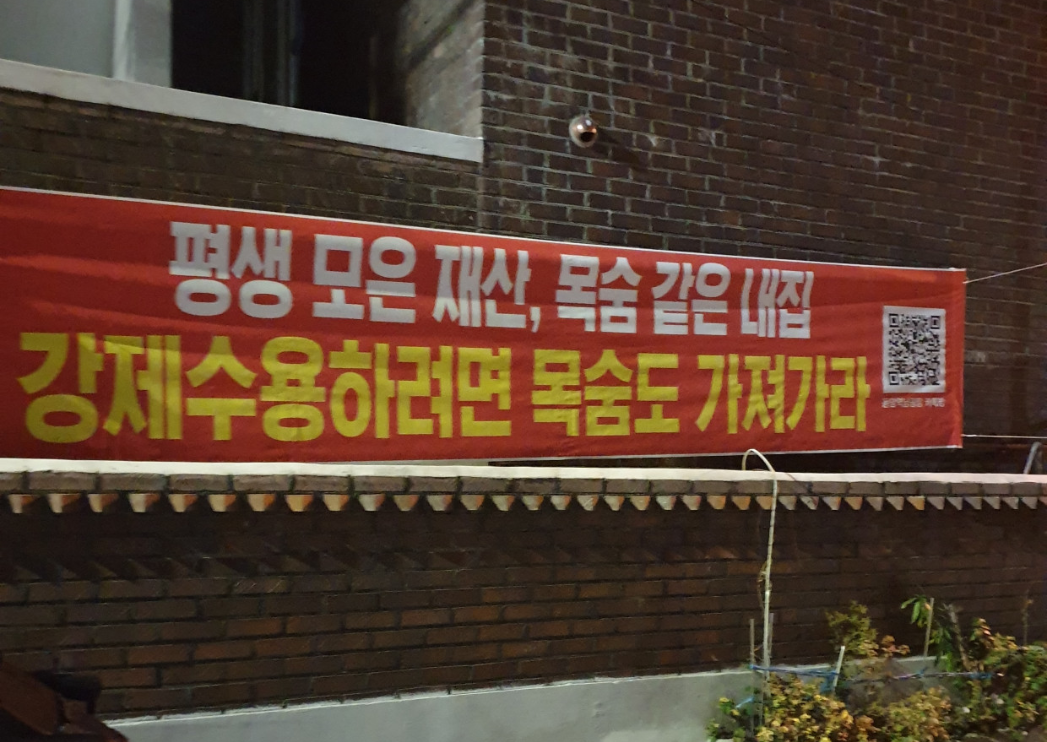 평생 모은 재산, 목숨 같은 내집
강제수용하려면 목숨도 가져가라